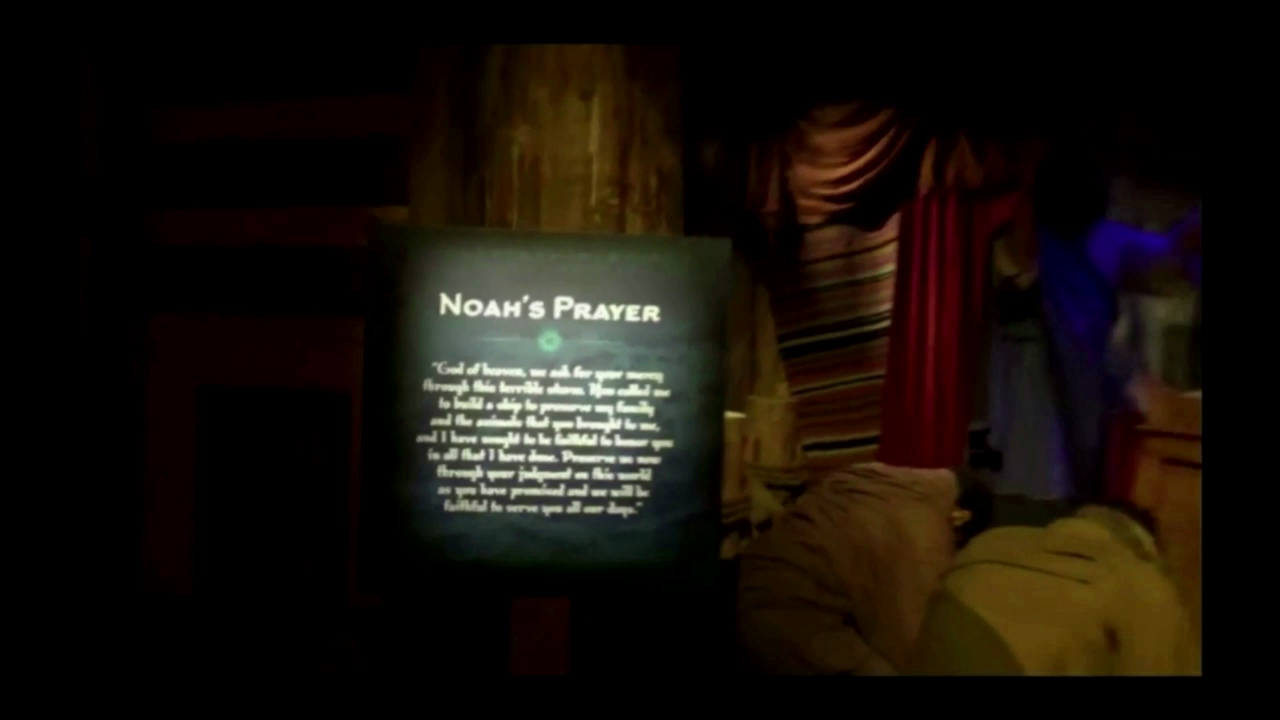 NOAH'S PRAYER
"God of heaven, we ask for your mercy
through this terrible storm. You called me
to build a ship to preserve my family
and the animals that you brought to me,
and I have sought to be faithful to honor you
in all that I have done. Preserve us now
through your judgment on this world
as you have promised and we will be
faithful to serve you all our days."